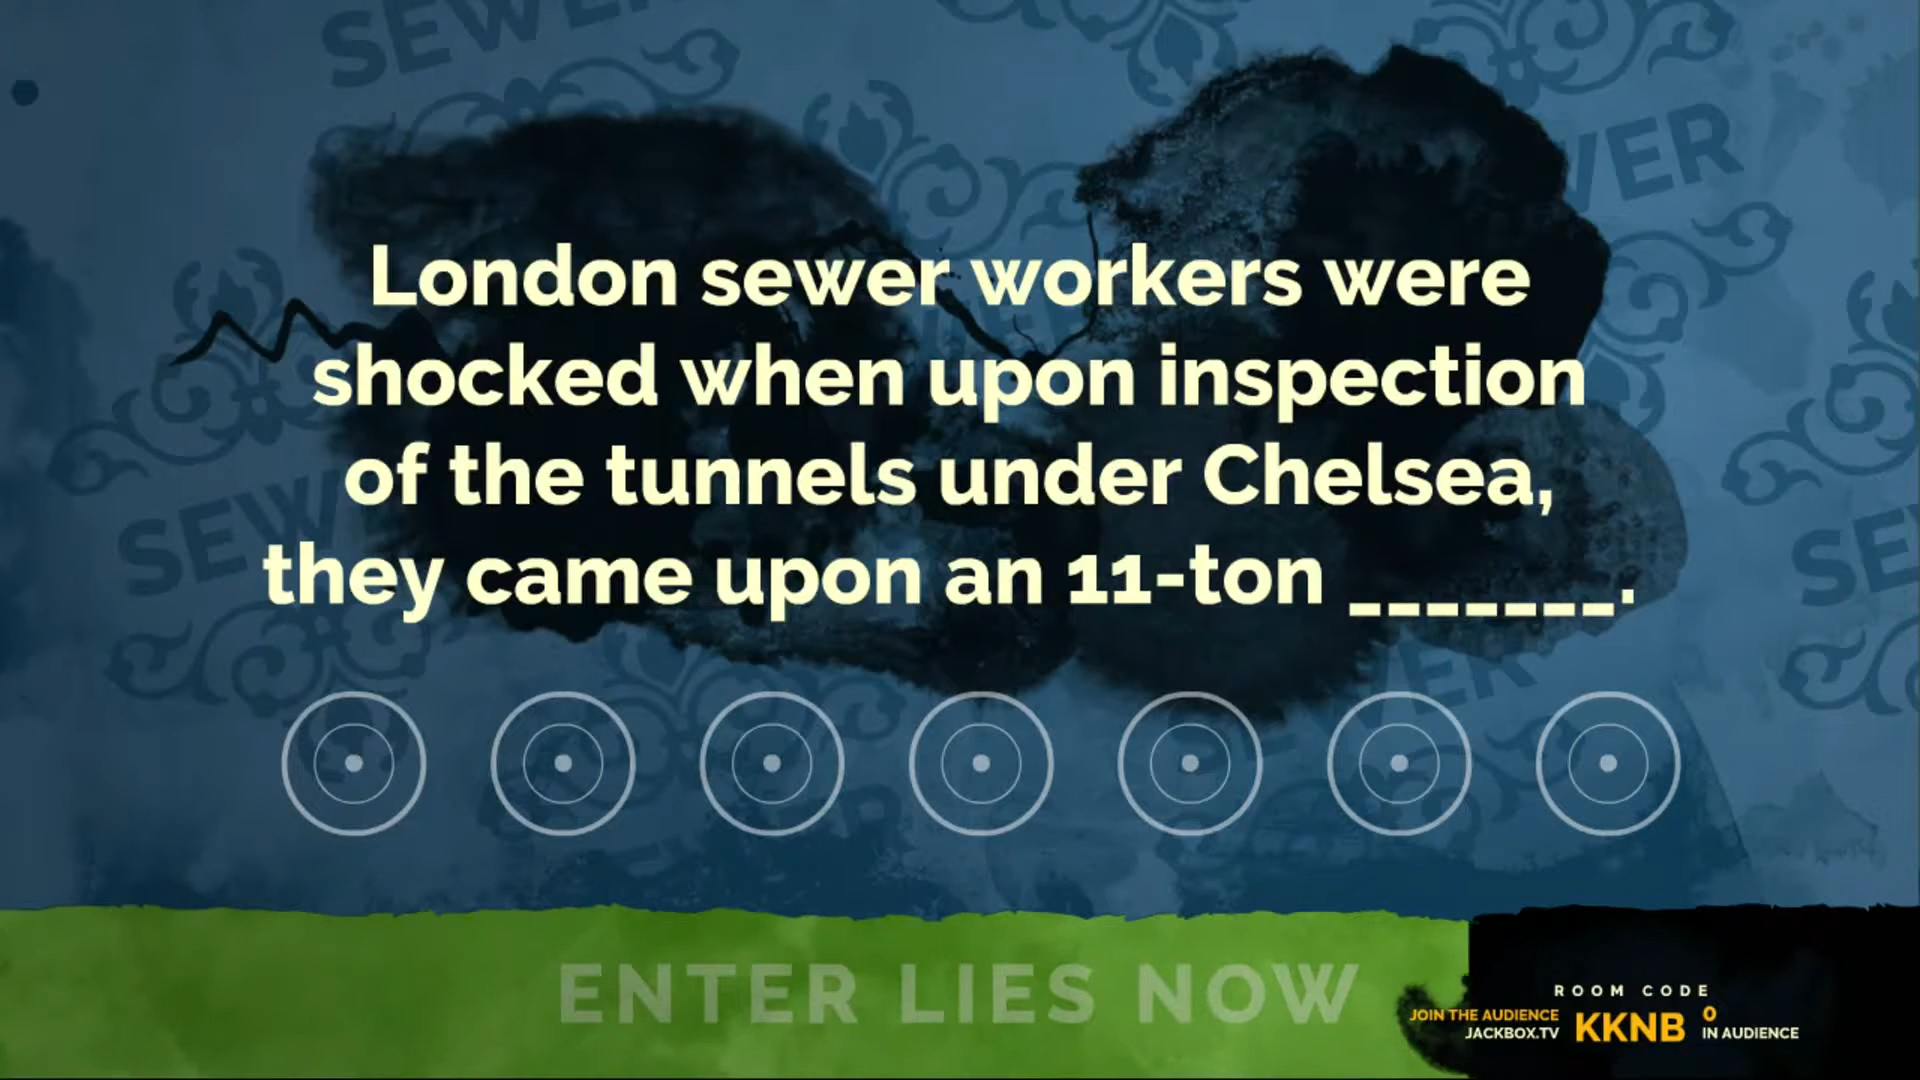 SEWER
London sewer workers were
shocked when upon inspection
of the tunnels under Chelsea,
they came upon an 11-ton _______.
ENTER LIES NOW
ROOM CODE
JOIN THE AUDIENCE
JACKBOX.TV
KKNB
0
IN AUDIENCE